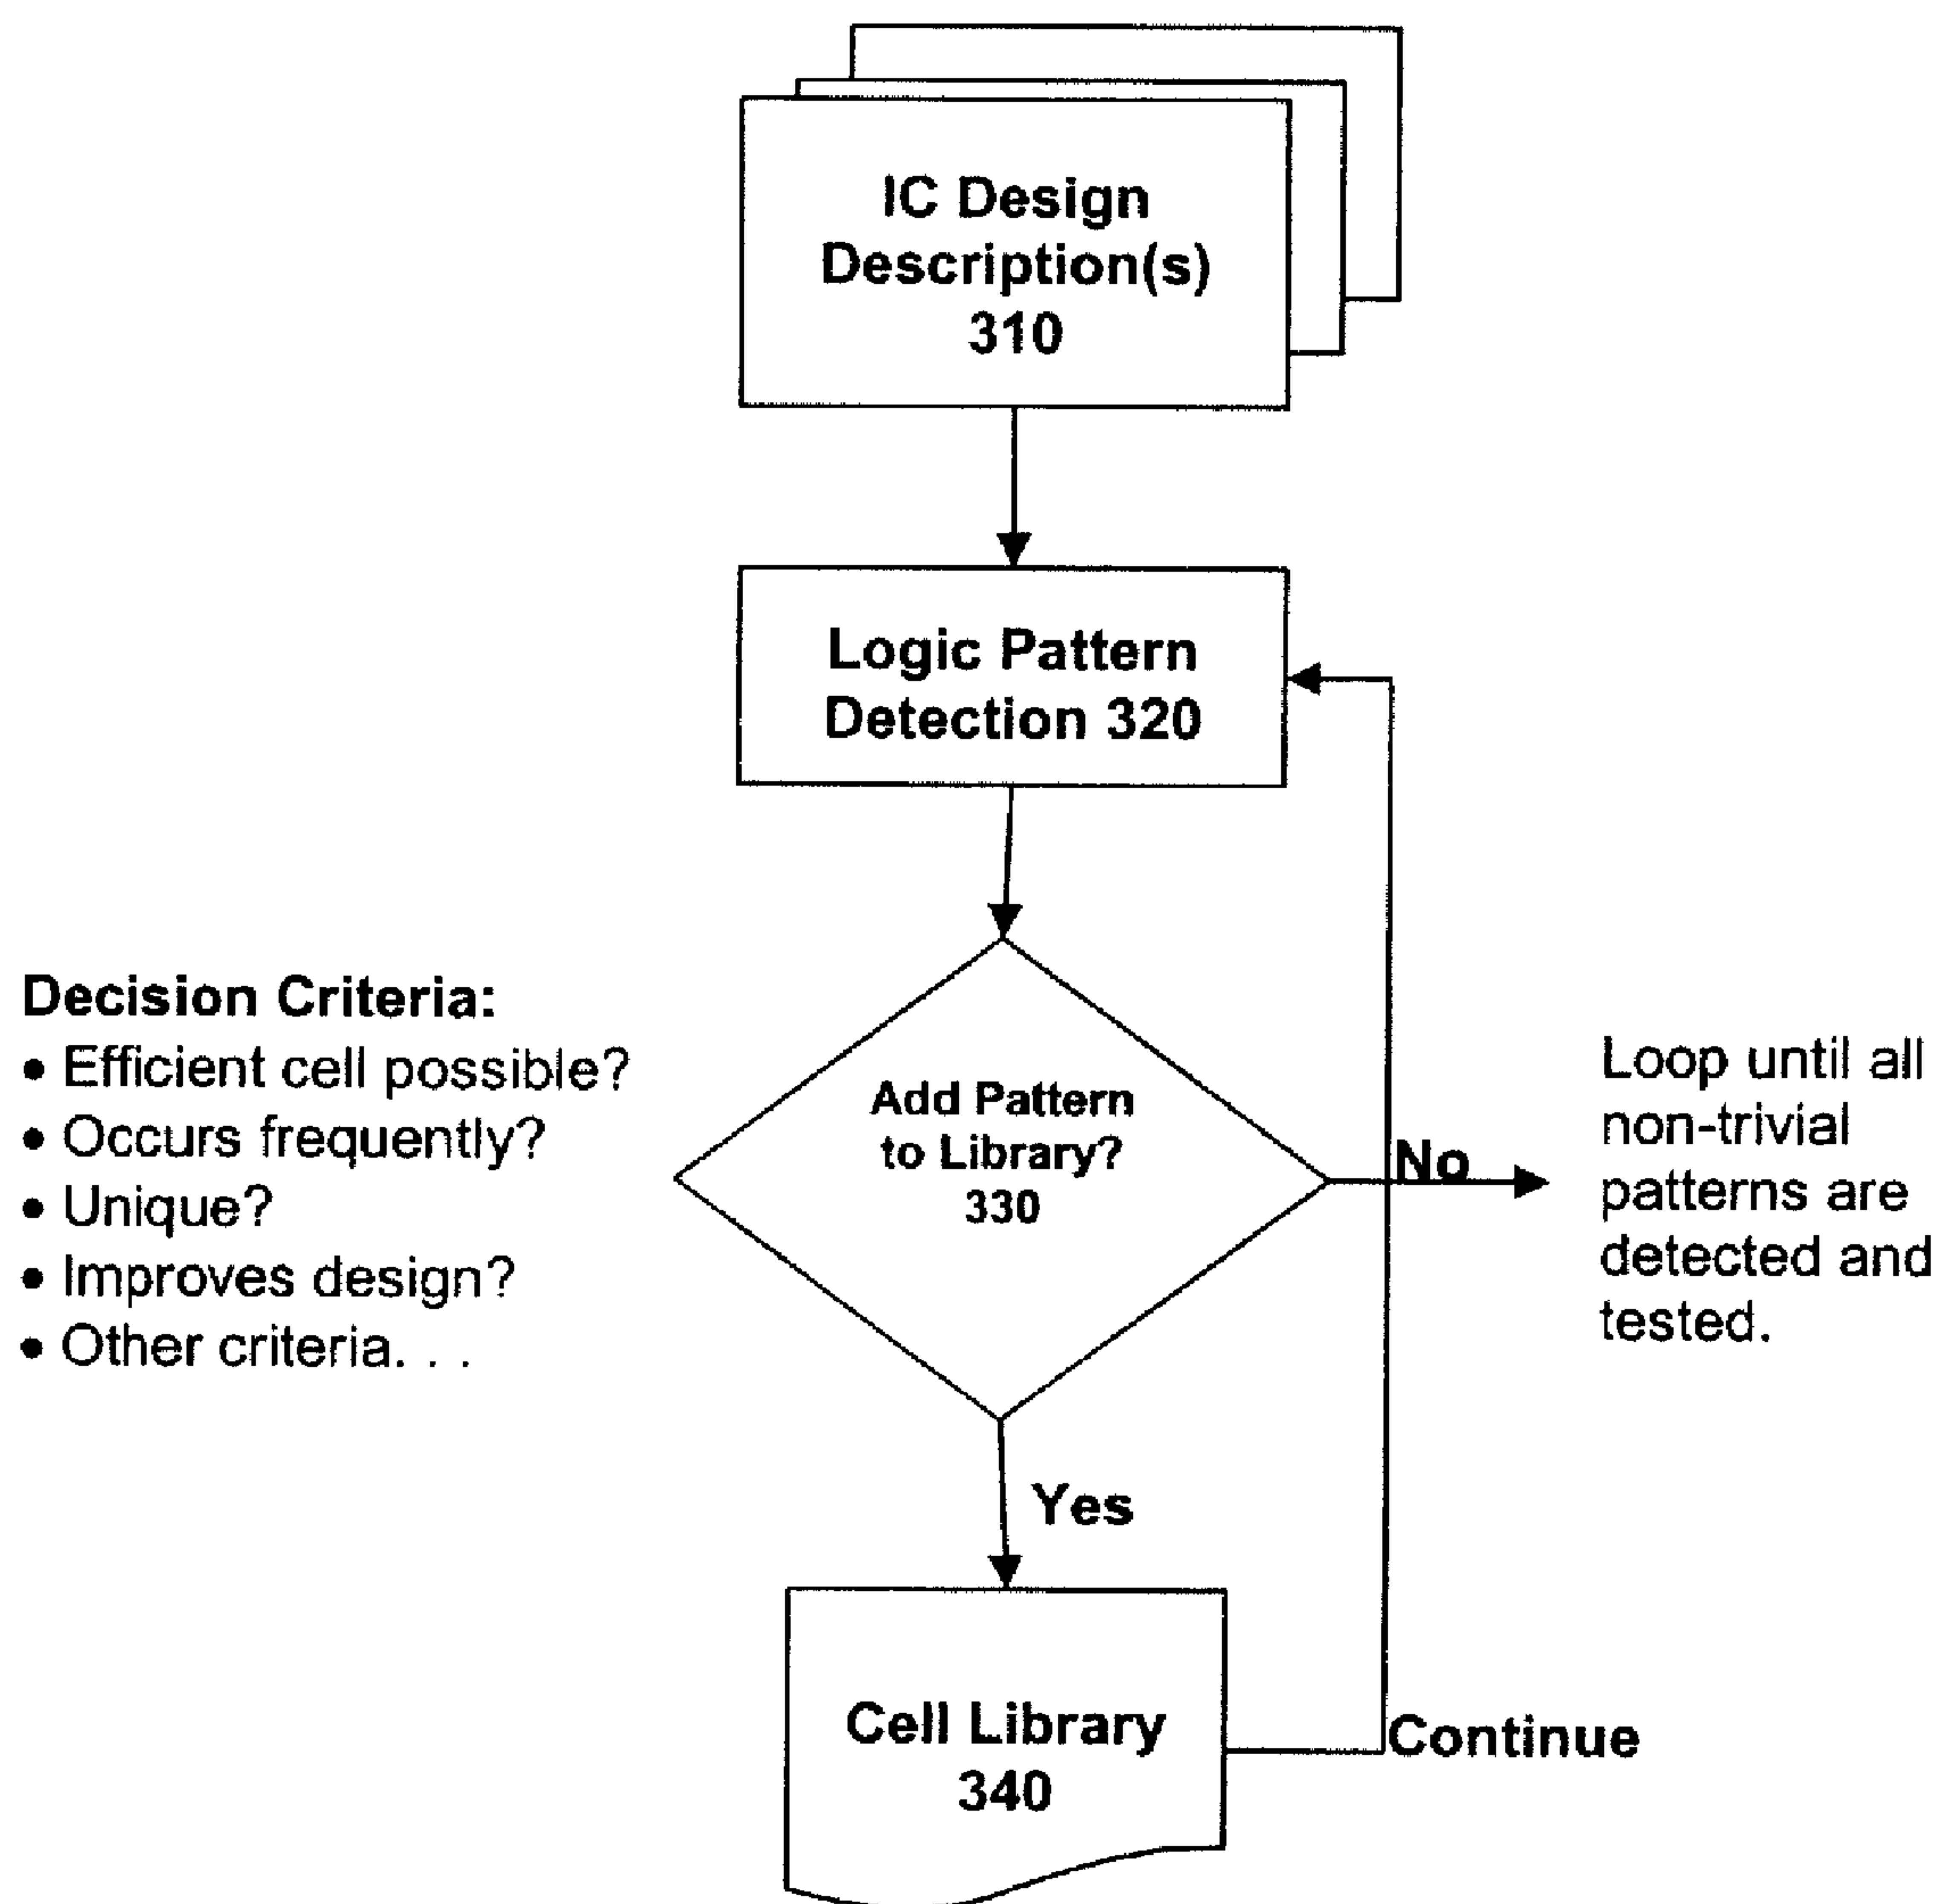 IC Design
Description(s)
310
Logic Pattern
Detection 320
Decision Criteria:
• Efficient cell possible?
• Occurs frequently?
• Unique?
• Improves design?
• Other criteria. . .
Add Pattern
to Library?
330
No
Loop until all
non-trivial
patterns are
detected and
tested.
Yes
Cell Library
340
Continue